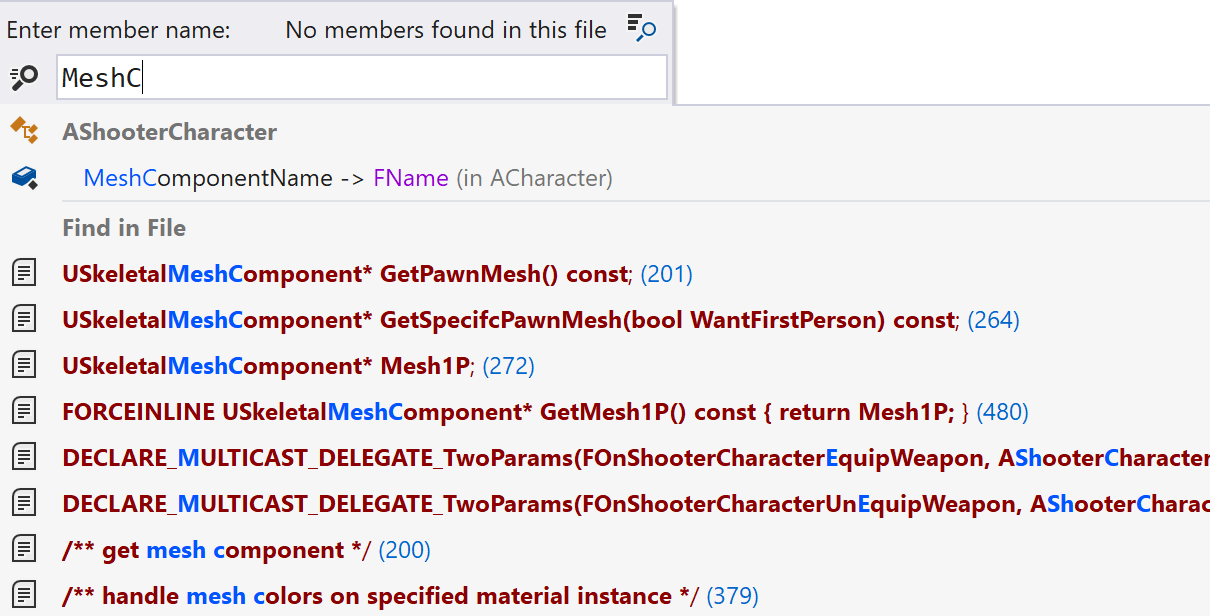 Enter member name: No members found in this file
MeshC
AShooterCharacter
MeshComponentName -> FName (in ACharacter)
Find in File
USkeletalMeshComponent* GetPawnMesh() const; (201)
USkeletalMeshComponent* GetSpecifcPawnMesh(bool WantFirstPerson) const; (264)
USkeletalMeshComponent* Mesh1P; (272)
FORCEINLINE USkeletalMeshComponent* GetMesh1P() const { return Mesh1P; } (480)
DECLARE_MULTICAST_DELEGATE_TwoParams(FOnShooterCharacterEquipWeapon, AShooterCharacter
DECLARE_MULTICAST_DELEGATE_TwoParams(FOnShooterCharacterUnEquipWeapon, AShooterCharac
/** get mesh component */ (200)
/** handle mesh colors on specified material instance */ (379)